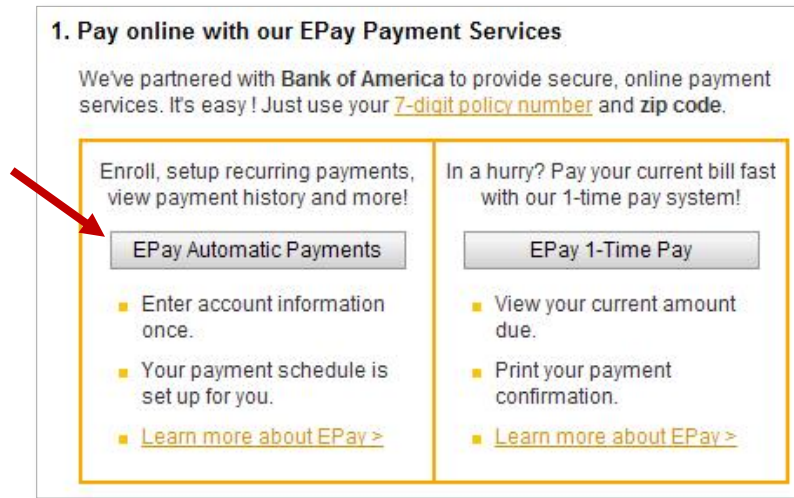 1. Pay online with our EPay Payment Services
We've partnered with Bank of America to provide secure, online payment
services. It's easy ! Just use your 7-digit policy number and zip code.
Enroll, setup recurring payments,
view payment history and more!
EPay Automatic Payments
Enter account information
once.
Your payment schedule is
set up for you.
Learn more about EPay >
In a hurry? Pay your current bill fast
with our 1-time pay system!
EPay 1-Time Pay
View your current amount
due.
Print your payment
confirmation.
Learn more about EPay >